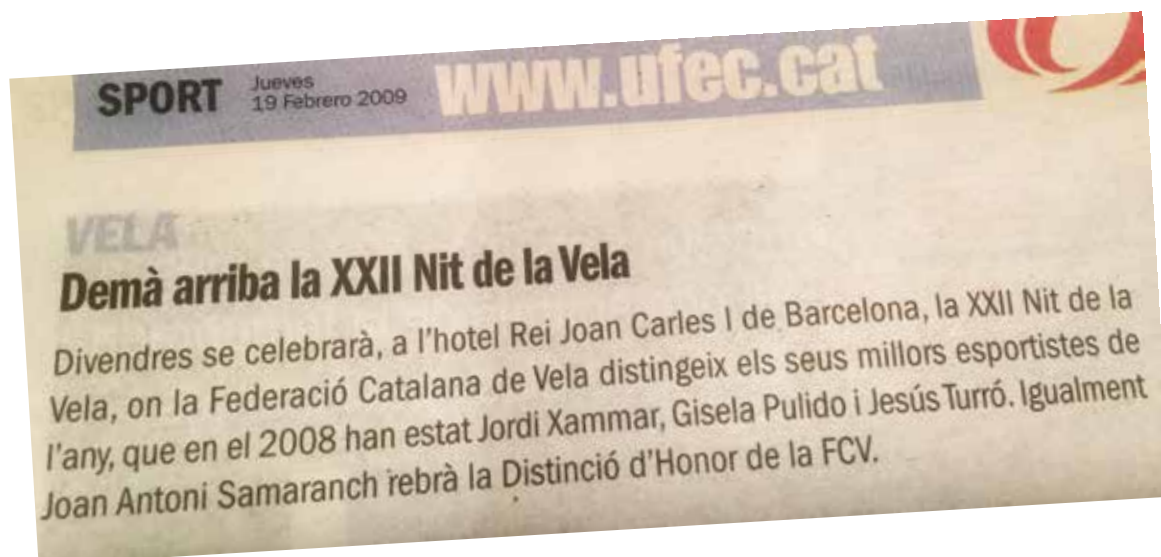 SPORT
Jueves
19 Febrero 2009
www.ufec.cat
VELA
Demà arriba la XXII Nit de la Vela
Divendres se celebrarà, a l'hotel Rei Joan Carles I de Barcelona, la XXII Nit de la
Vela, on la Federació Catalana de Vela distingeix els seus millors esportistes de
l'any, que en el 2008 han estat Jordi Xammar, Gisela Pulido i Jesús Turró. Igualment
Joan Antoni Samaranch rebrà la Distinció d'Honor de la FCV.